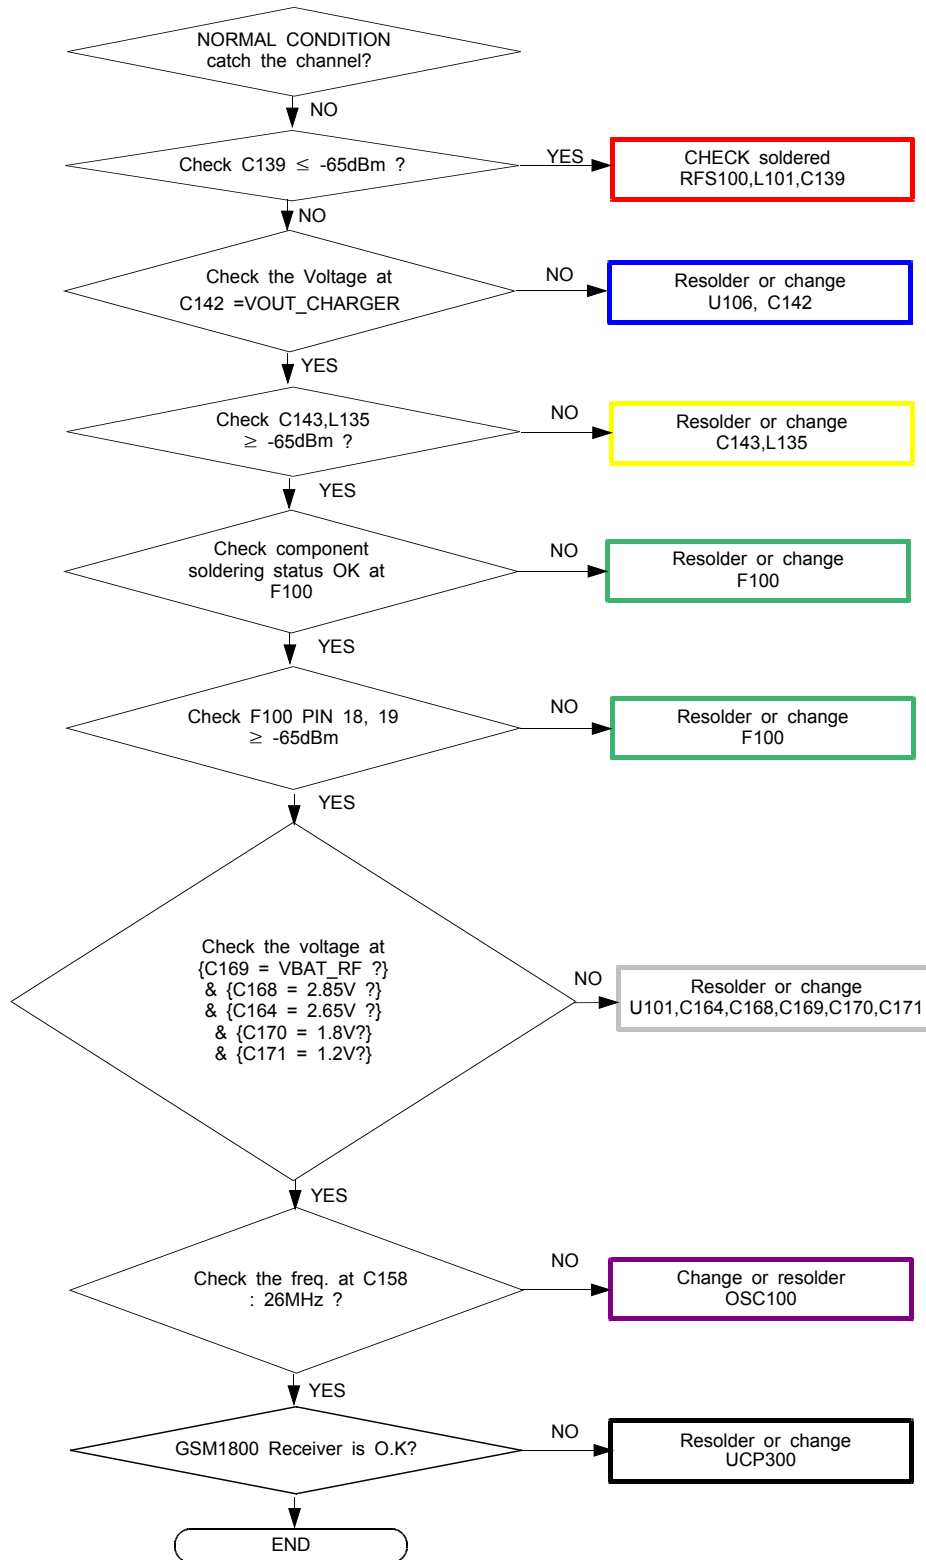 NORMAL CONDITION
catch the channel?
NO
Check C139 ≤ -65dBm ?
YES
CHECK soldered
RFS100,L101,C139
NO
Check the Voltage at
C142 =VOUT_CHARGER
NO
Resolder or change
U106, C142
YES
Check C143,L135
≥ -65dBm ?
NO
Resolder or change
C143,L135
YES
Check component
soldering status OK at
F100
NO
Resolder or change
F100
YES
Check F100 PIN 18, 19
≥ -65dBm
NO
Resolder or change
F100
YES
Check the voltage at
{C169 = VBAT_RF ?}
& {C168 = 2.85V ?}
& {C164 = 2.65V ?}
& {C170 = 1.8V?}
& {C171 = 1.2V?}
NO
Resolder or change
U101,C164,C168,C169,C170,C171
YES
Check the freq. at C158
: 26MHz ?
NO
Change or resolder
OSC100
YES
GSM1800 Receiver is O.K?
NO
Resolder or change
UCP300
END